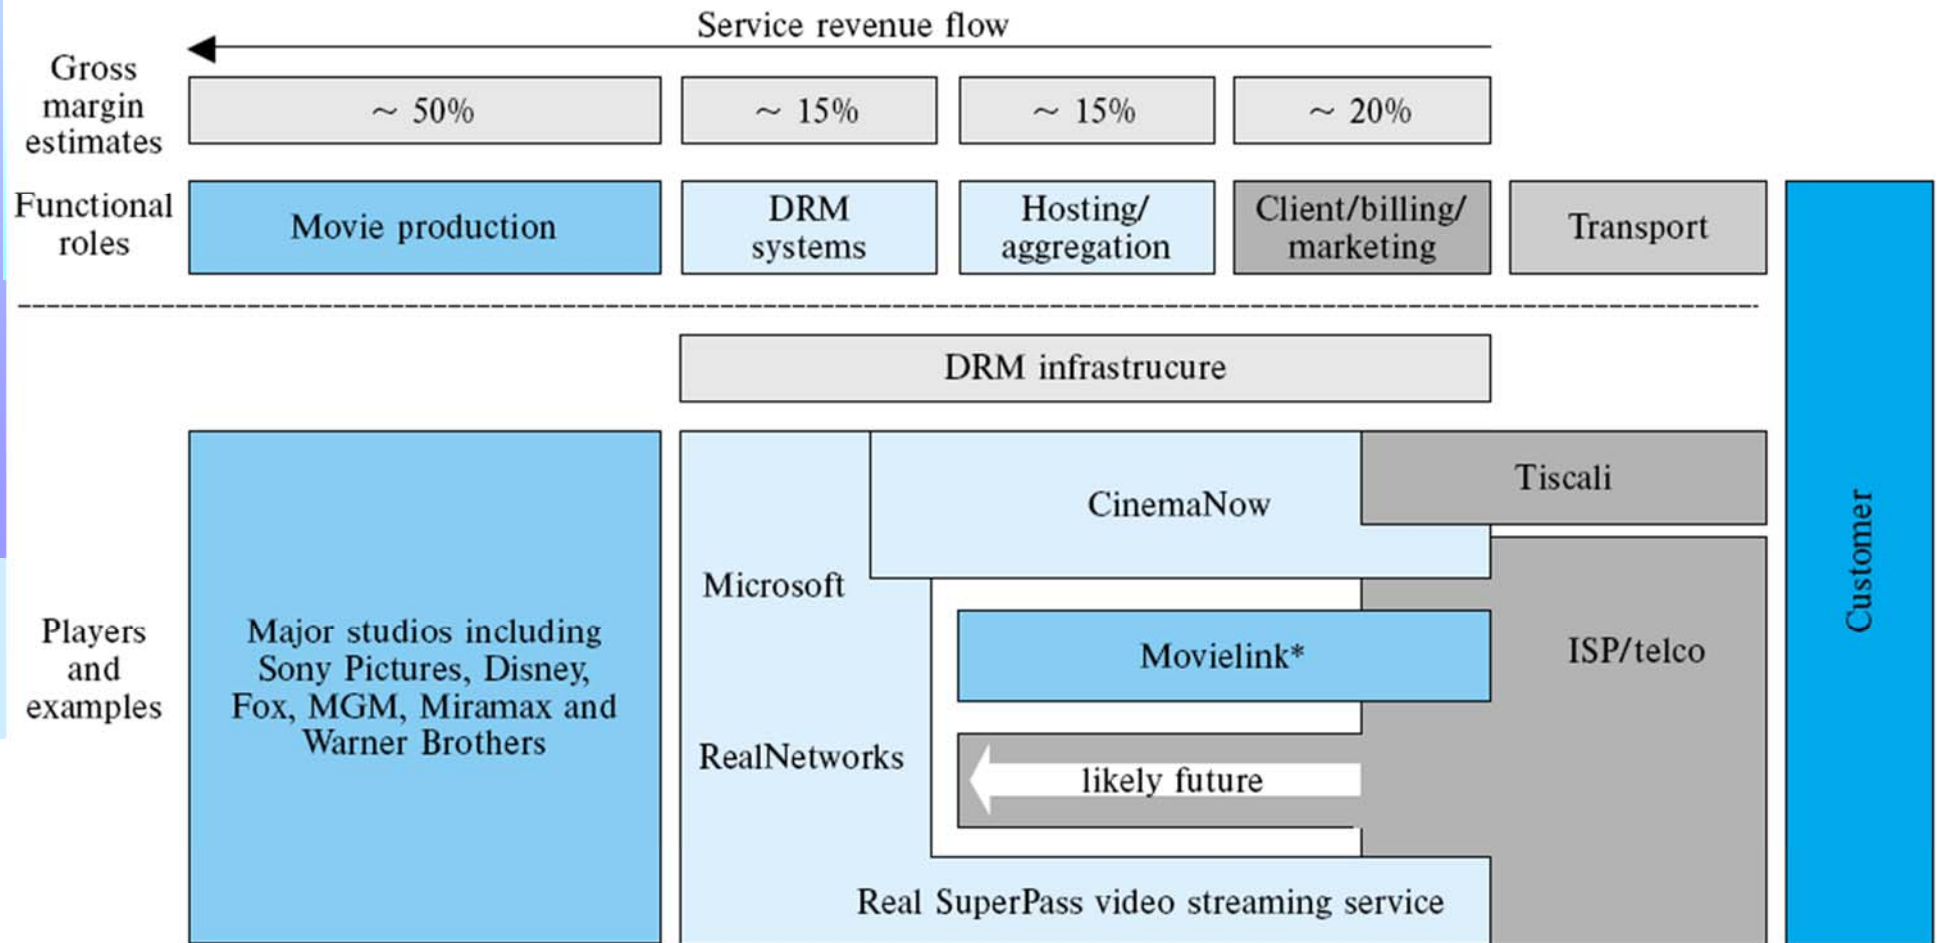 Service revenue flow
Gross
margin
estimates
~ 50%
~ 15%
~ 15%
~ 20%
Functional
roles
Movie production
DRM
systems
Hosting/
aggregation
Client/billing/
marketing
Transport
DRM infrastrucure
Players
and
examples
Major studios including
Sony Pictures, Disney,
Fox, MGM, Miramax and
Warner Brothers
Microsoft
RealNetworks
CinemaNow
Tiscali
Movielink*
ISP/telco
likely future
Real SuperPass video streaming service
Customer